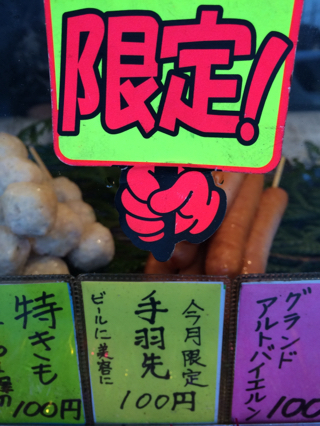 限定!
特きも
100円
今月限定
手羽先
ビールに美容に
100円
グランド
アルトバイエルン
100